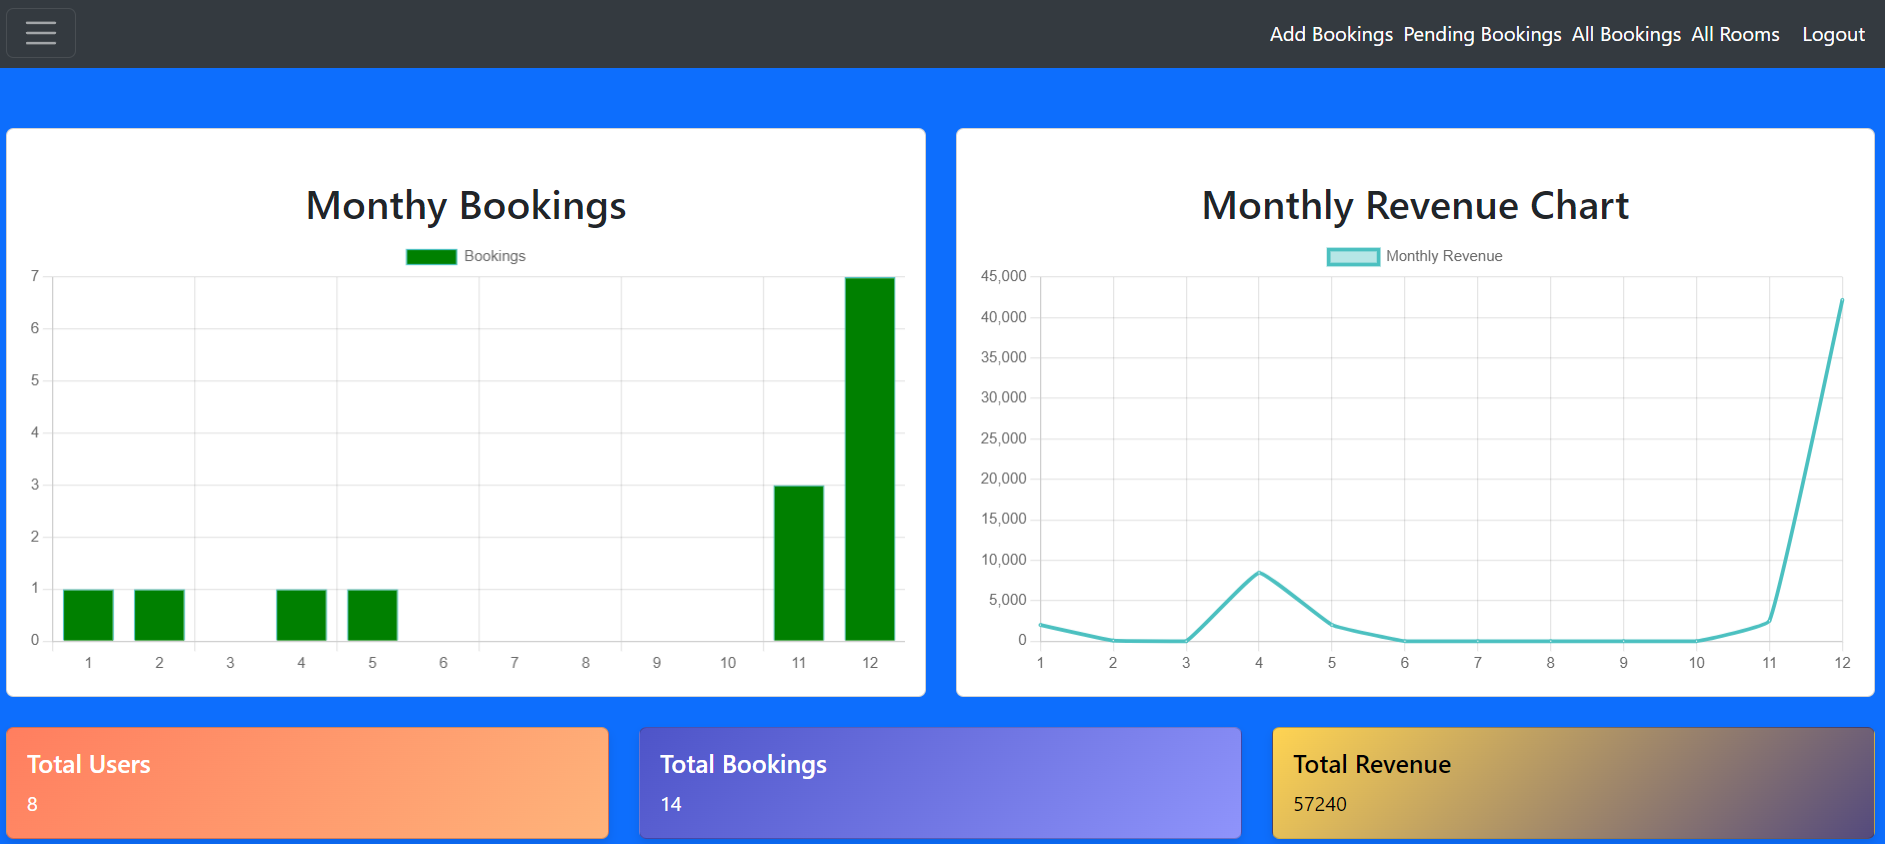 Add Bookings Pending Bookings All Bookings All Rooms Logout
Monthy Bookings
Bookings
7
6
5
4
3
2
1
0
1 2 3 4 5 6 7 8 9 10 11 12
Monthly Revenue Chart
Monthly Revenue
45,000
40,000
35,000
30,000
25,000
20,000
15,000
10,000
5,000
0
1 2 3 4 5 6 7 8 9 10 11 12
Total Users
8
Total Bookings
14
Total Revenue
57240